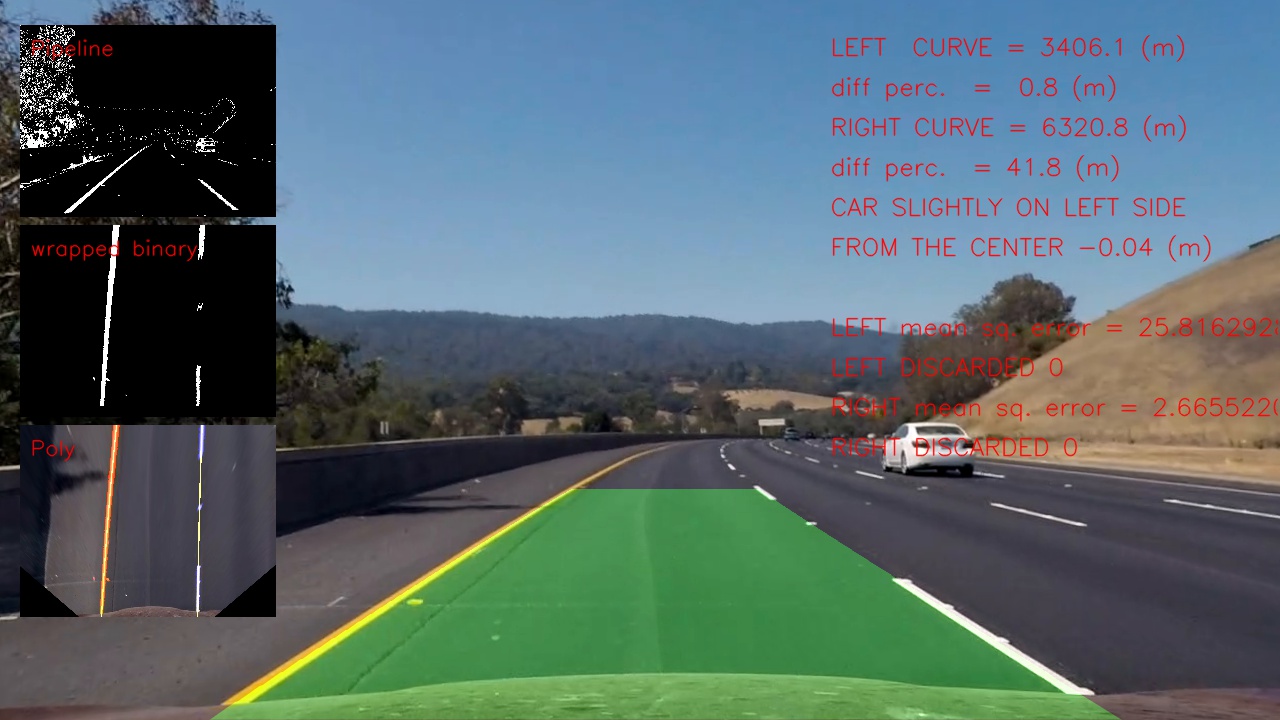 Pipeline
wrapped binary
Poly
LEFT CURVE = 3406.1 (m)
diff perc. = 0.8 (m)
RIGHT CURVE = 6320.8 (m)
diff perc. = 41.8 (m)
CAR SLIGHTLY ON LEFT SIDE
FROM THE CENTER -0.04 (m)
LEFT mean sq. error = 25.816292
LEFT DISCARDED 0
RIGHT mean sq. error = 2.665522
RIGHT DISCARDED 0